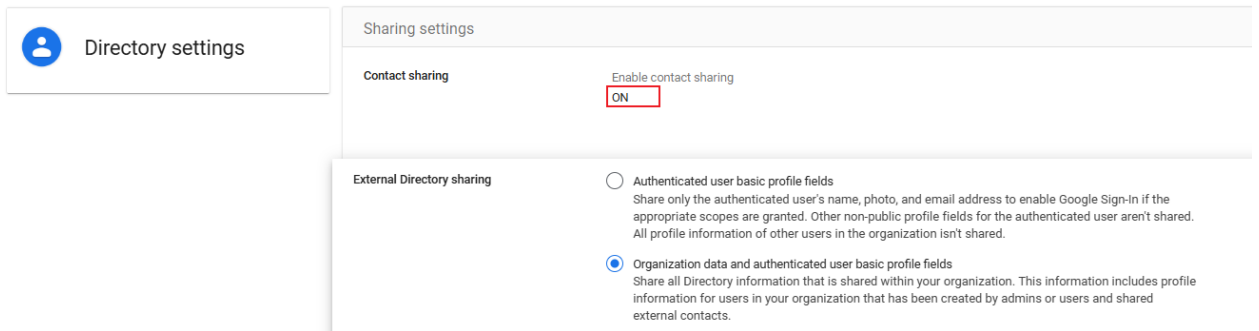 Directory settings
Sharing settings
Contact sharing
Enable contact sharing
ON
External Directory sharing
Authenticated user basic profile fields
Share only the authenticated user's name, photo, and email address to enable Google Sign-In if the
appropriate scopes are granted. Other non-public profile fields for the authenticated user aren't shared.
All profile information of other users in the organization isn't shared.
Organization data and authenticated user basic profile fields
Share all Directory information that is shared within your organization. This information includes profile
information for users in your organization that has been created by admins or users and shared
external contacts.